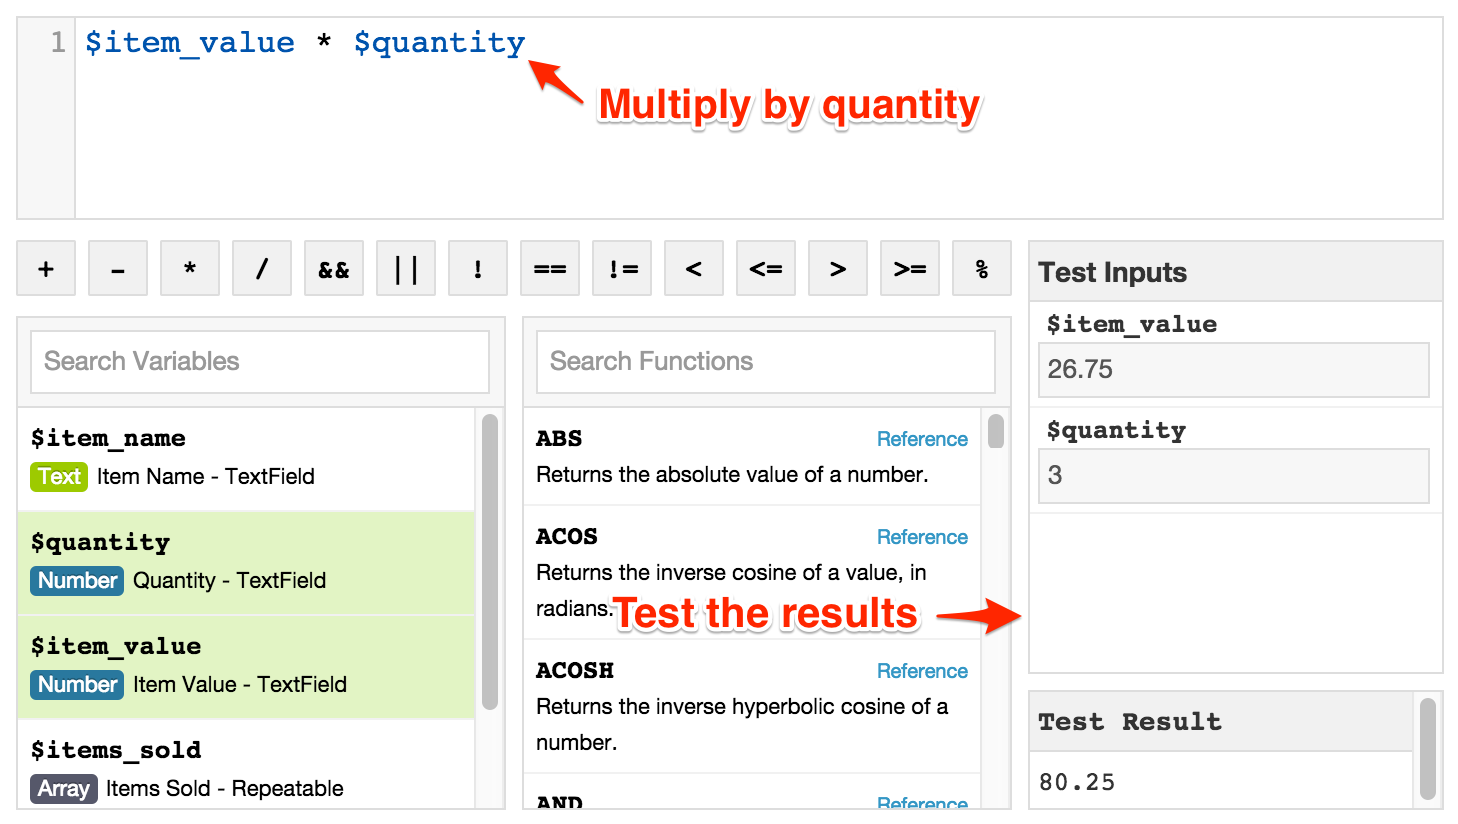 1 $item_value * $quantity
Multiply by quantity
+ - * / && || ! == != < <= > >= %
Search Variables
$item_name
Text Item Name - TextField
$quantity
Number Quantity - TextField
$item_value
Number Item Value - TextField
$items_sold
Array Items Sold - Repeatable
Search Functions
ABS Reference
Returns the absolute value of a number.
ACOS Reference
Returns the inverse cosine of a value, in
radians.
Test the results
ACOSH Reference
Returns the inverse hyperbolic cosine of a
number.
AND Reference
Test Inputs
$item_value
26.75
$quantity
3
Test Result
80.25